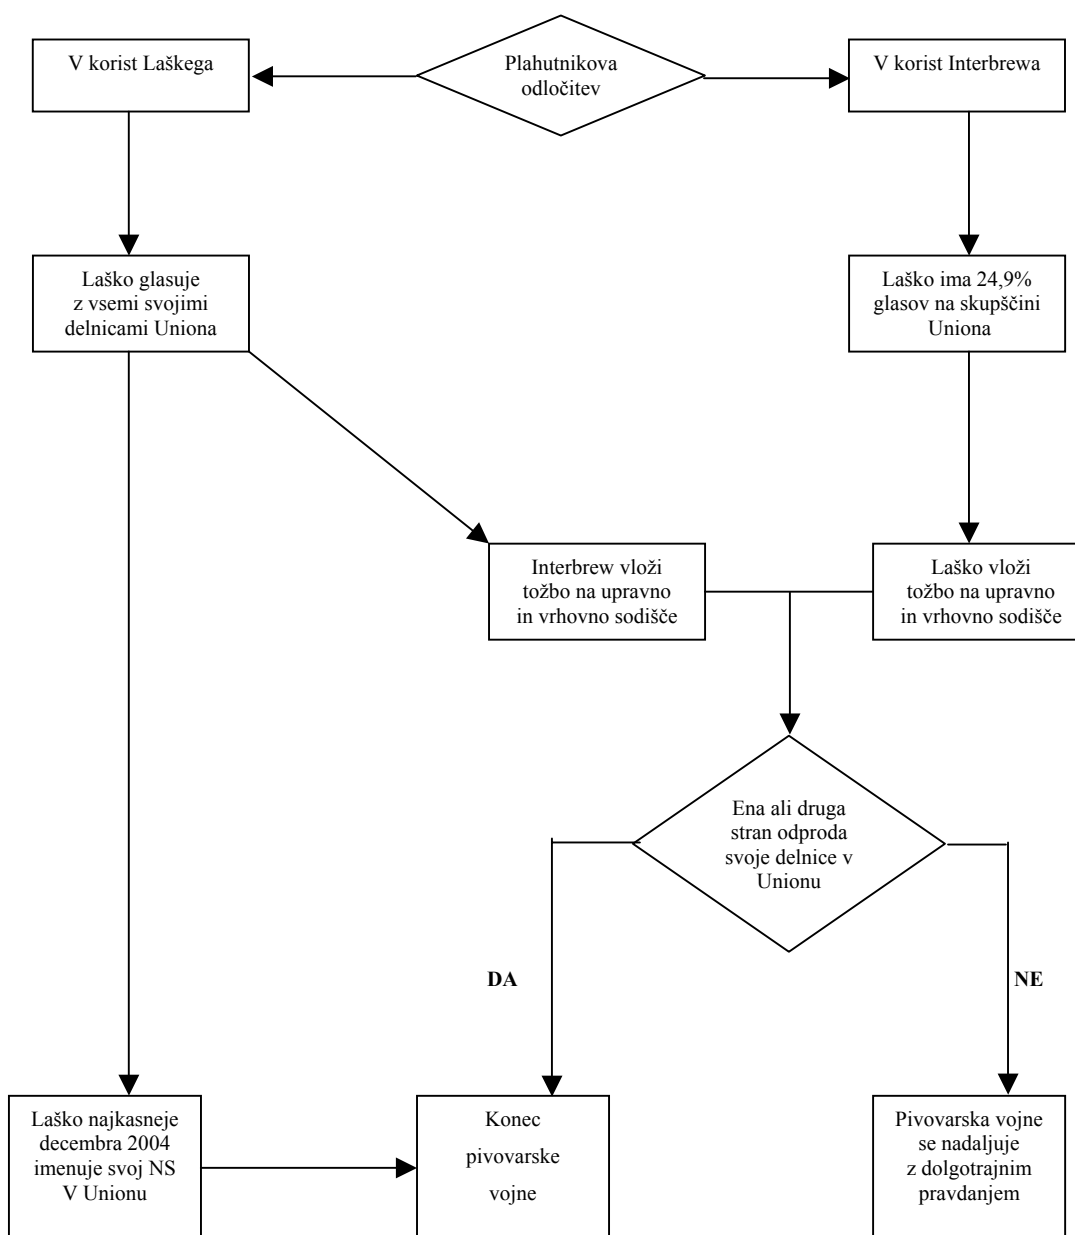 V korist Laškega
Plahutnikova
odločitev
V korist Interbrewa
Laško glasuje
z vsemi svojimi
delnicami Uniona
Laško ima 24,9%
glasov na skupščini
Uniona
Interbrew vloži
tožbo na upravno
in vrhovno sodišče
Laško vloži
tožbo na upravno
in vrhovno sodišče
Ena ali druga
stran odproda
svoje delnice v
Unionu
DA
NE
Laško najkasneje
decembra 2004
imenuje svoj NS
V Unionu
Konec
pivovarske
vojne
Pivovarska vojne
se nadaljuje
z dolgotrajnim
pravdanjem